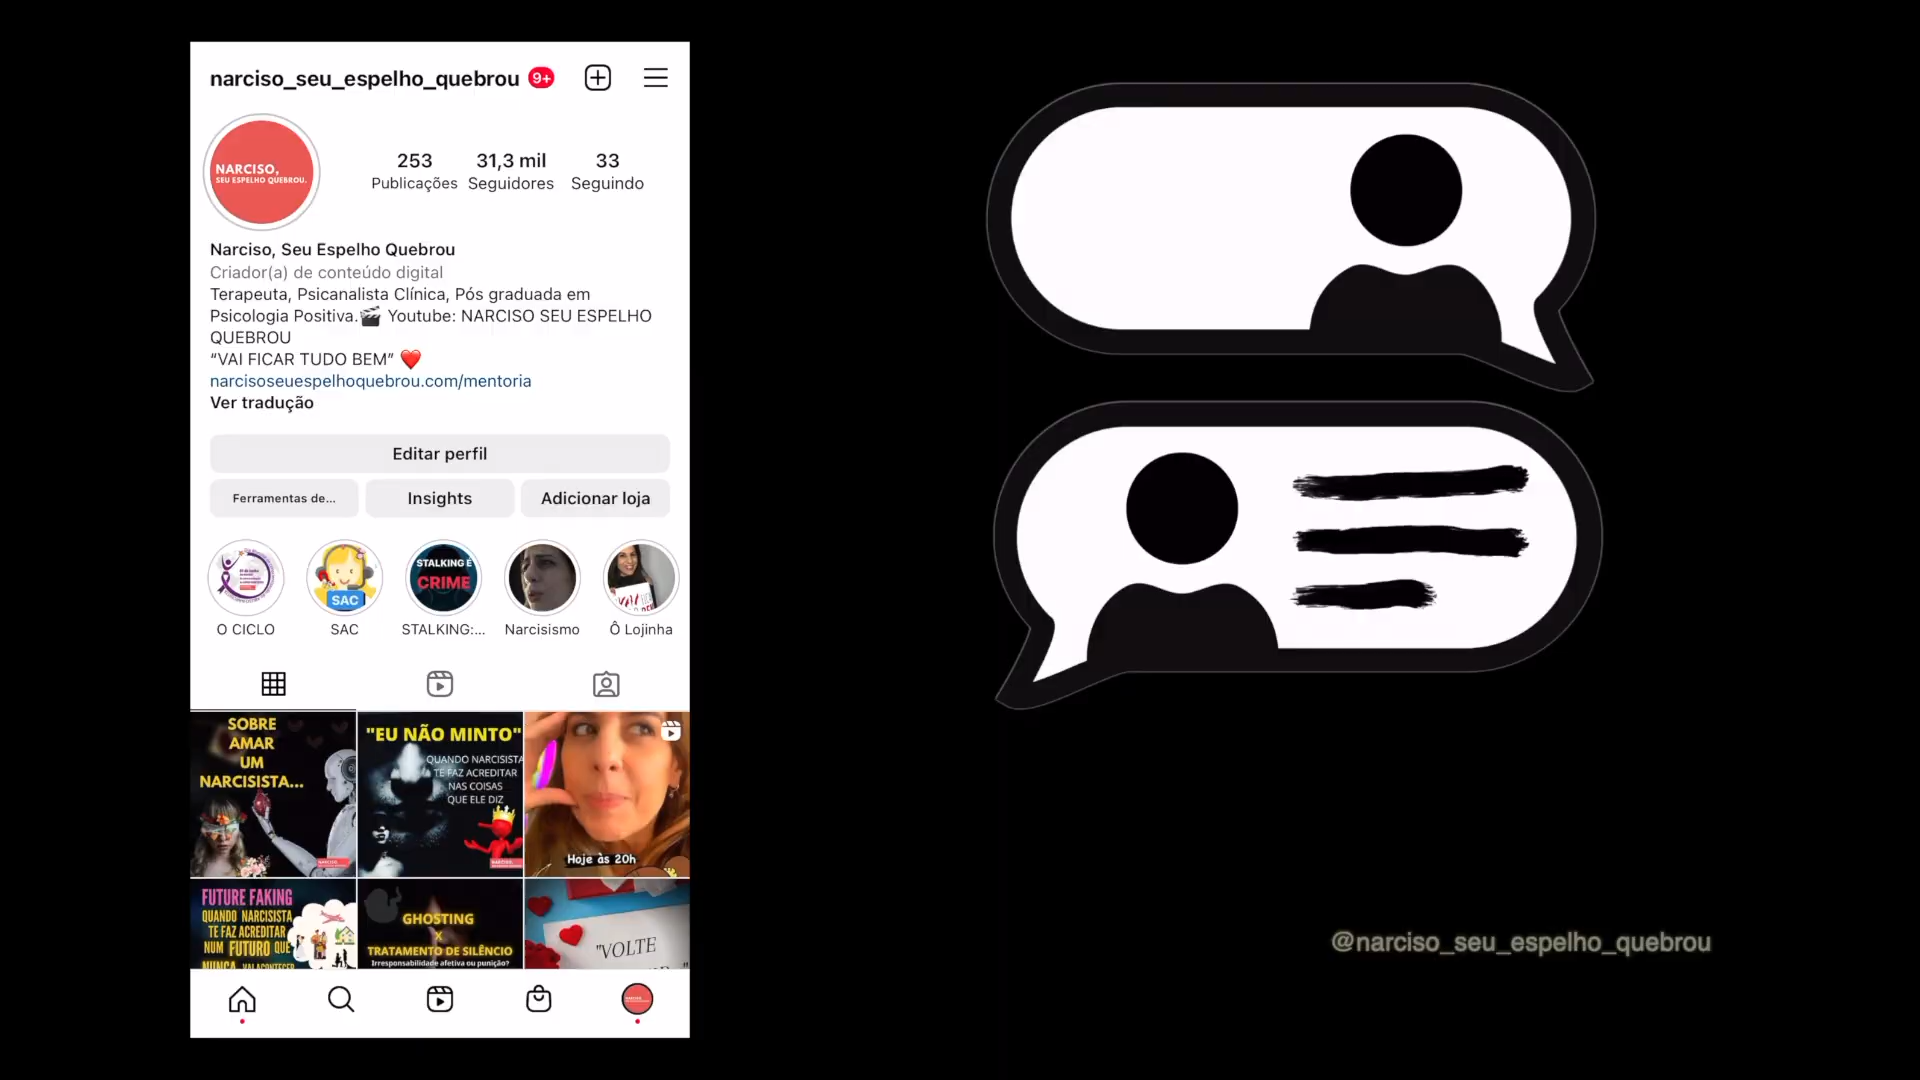 narciso_seu_espelho_quebrou 9+
NARCISO,
SEU ESPELHO QUEBROU.
253 31,3 mil 33
Publicações Seguidores Seguindo
Narciso, Seu Espelho Quebrou
Criador(a) de conteúdo digital
Terapeuta, Psicanalista Clínica, Pós graduada em
Psicologia Positiva.🎬 Youtube: NARCISO SEU ESPELHO
QUEBROU
“VAI FICAR TUDO BEM” ❤️
narcisoseuespelhoquebrou.com/mentoria
Ver tradução
Editar perfil
Ferramentas de... Insights Adicionar loja
SAC
STALKING É
CRIME
O CICLO SAC STALKING:... Narcisismo Ô Lojinha
SOBRE
AMAR
UM
NARCISISTA...
"EU NÃO MINTO"
QUANDO NARCISISTA
TE FAZ ACREDITAR
NAS COISAS
QUE ELE DIZ
Hoje às 20h
FUTURE FAKING
QUANDO NARCISISTA
TE FAZ ACREDITAR
NUM FUTURO QUE
NUNCA VAI ACONTECER
GHOSTING
X
TRATAMENTO DE SILÊNCIO
Irresponsabilidade afetiva ou punição?
"VOLTE
@narciso_seu_espelho_quebrou